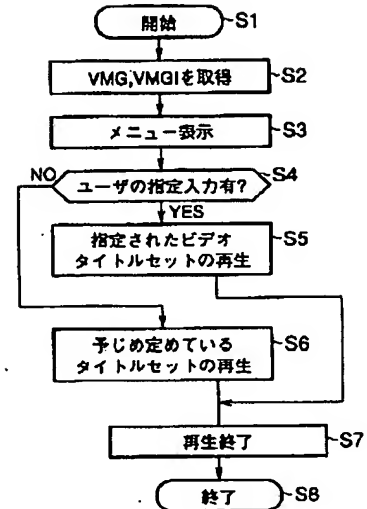 開始 S1
VMG,VMGIを取得 S2
メニュー表示 S3
NO ユーザの指定入力有? S4
YES
指定されたビデオ S5
タイトルセットの再生
予じめ定めている S6
タイトルセットの再生
再生終了 S7
終了 S8